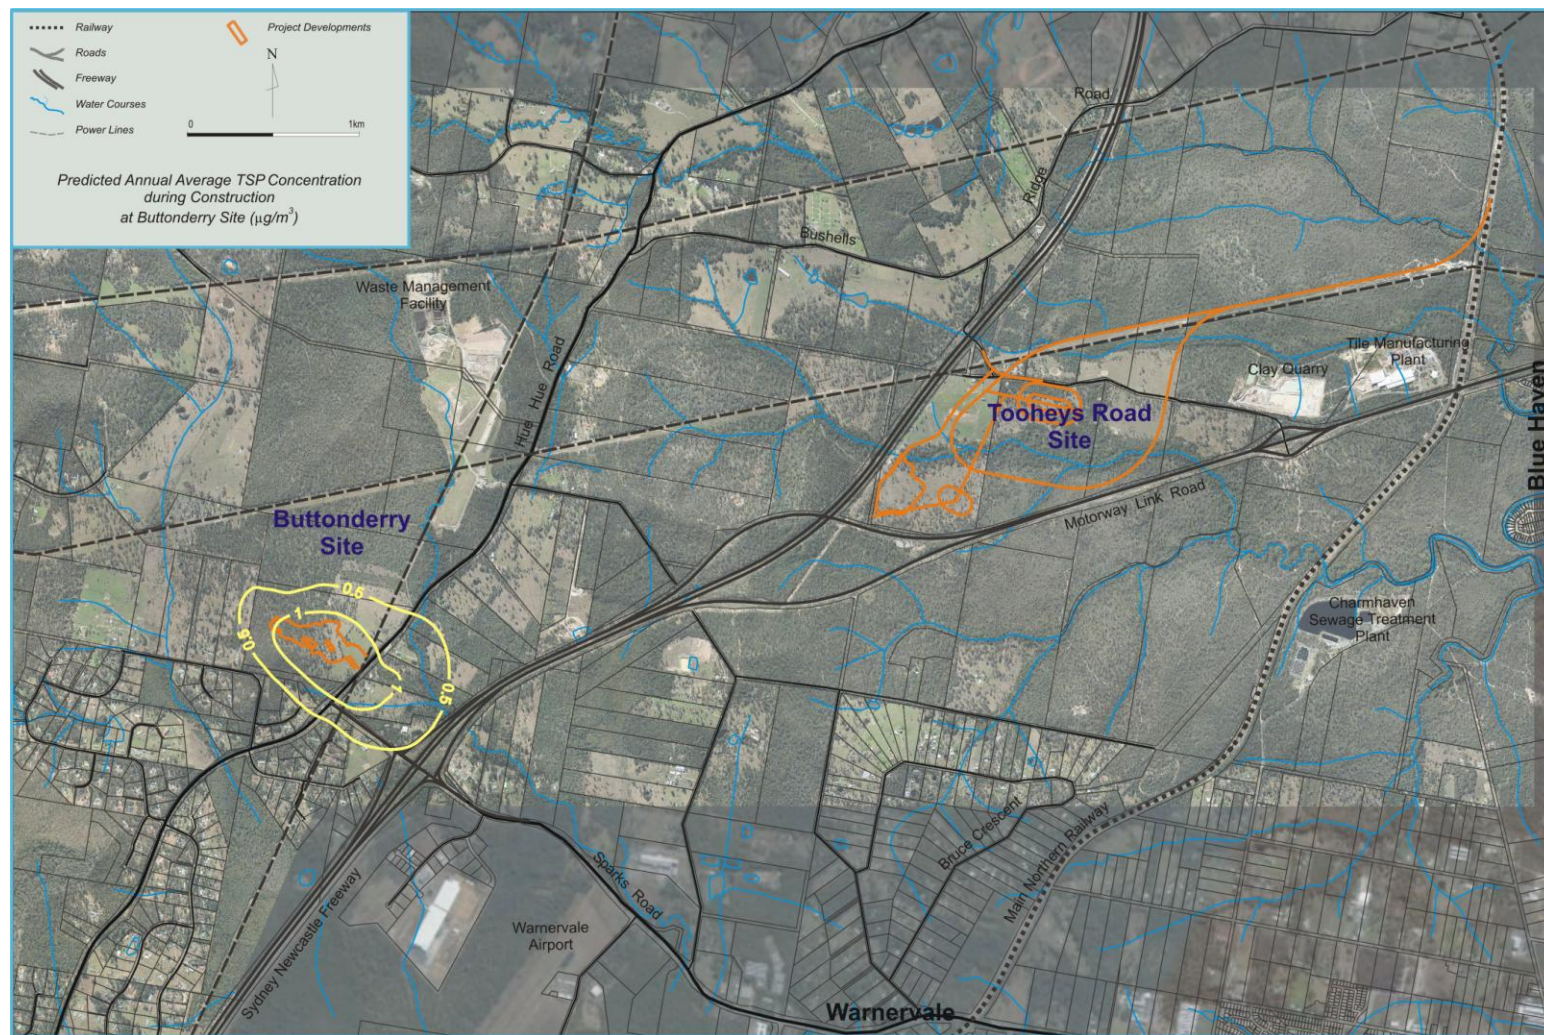 Railway
Roads
Freeway
Water Courses
Power Lines
Project Developments
N
0
1km
Predicted Annual Average TSP Concentration
during Construction
at Buttonderry Site (μg/m³)
Road
Ridge
Bushells
Waste Management
Facility
Hue Hue Road
Tile Manufacturing
Plant
Clay Quarry
Tooheys Road
Site
Blue Haven
Motorway Link Road
Buttonderry
Site
0.5
1
0.5
1
0.5
Charmhaven
Sewage Treatment
Plant
Bruce Crescent
Main Northern Railway
Sparks Road
Sydney Newcastle Freeway
Warnervale
Airport
Warnervale